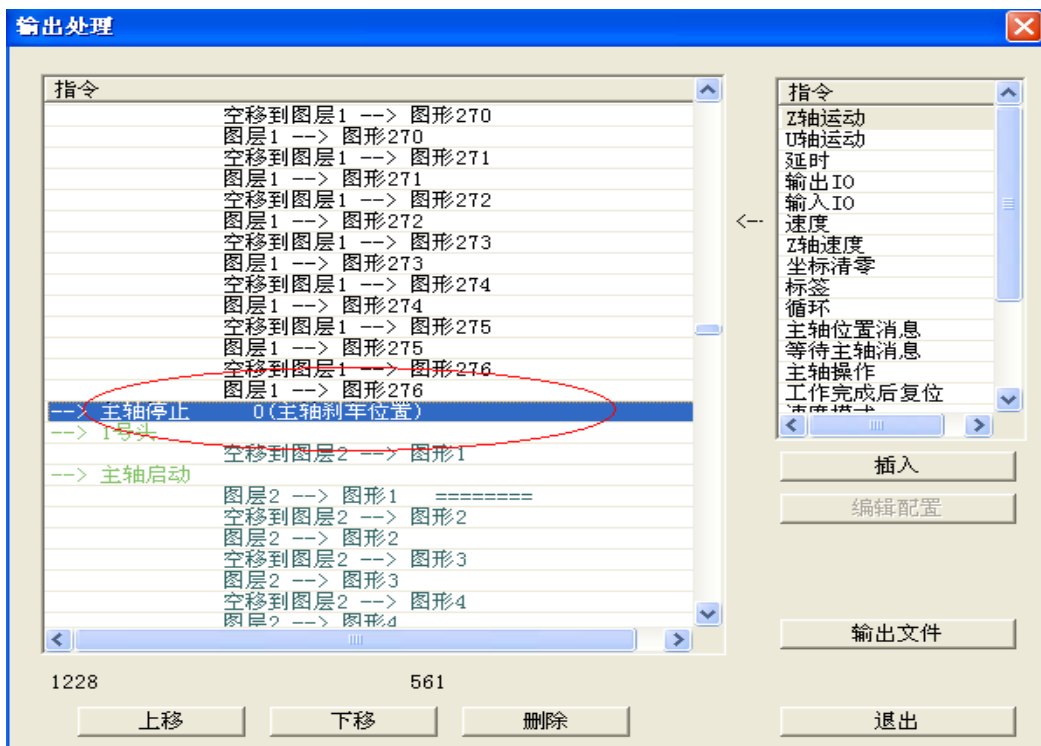 输出处理
指令
空移到图层1 --> 图形270
图层1 --> 图形270
空移到图层1 --> 图形271
图层1 --> 图形271
空移到图层1 --> 图形272
图层1 --> 图形272
空移到图层1 --> 图形273
图层1 --> 图形273
空移到图层1 --> 图形274
图层1 --> 图形274
空移到图层1 --> 图形275
图层1 --> 图形275
空移到图层1 --> 图形276
图层1 --> 图形276
--> 主轴停止 0(主轴刹车位置)
--> 1号头
空移到图层2 --> 图形1
--> 主轴启动
图层2 --> 图形1 ========
空移到图层2 --> 图形2
图层2 --> 图形2
空移到图层2 --> 图形3
图层2 --> 图形3
空移到图层2 --> 图形4
图层2 --> 图形4
1228
561
上移
下移
删除
<--
指令
Z轴运动
U轴运动
延时
输出IO
输入IO
速度
Z轴速度
坐标清零
标签
循环
主轴位置消息
等待主轴消息
主轴操作
工作完成后复位
速度模式
插入
编辑配置
输出文件
退出